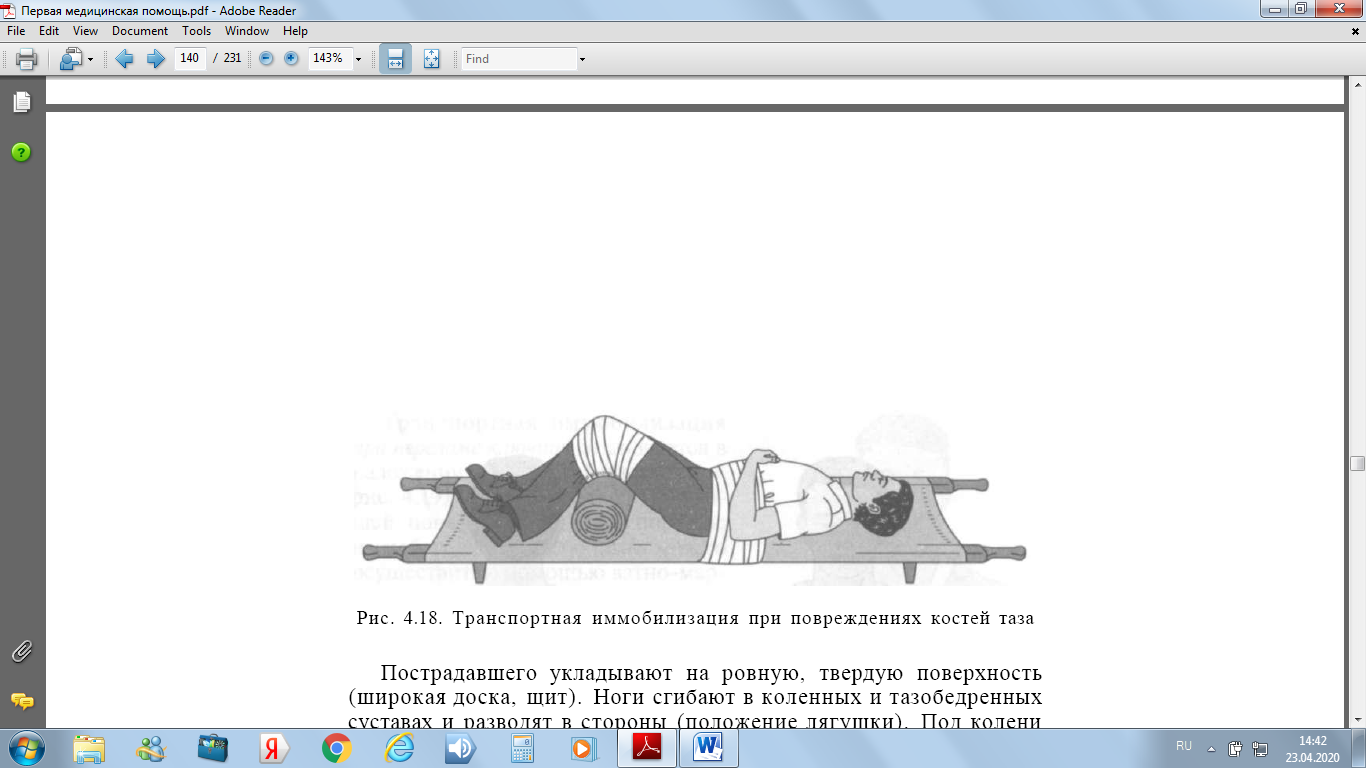 Первая медицинская помощь.pdf - Adobe Reader
File Edit View Document Tools Window Help
140 / 231 143% Find
Рис. 4.18. Транспортная иммобилизация при повреждениях костей таза
Пострадавшего укладывают на ровную, твердую поверхность
(широкая доска, щит). Ноги сгибают в коленных и тазобедренных
суставах и разводят в стороны (положение лягушки). Под колени
RU 14:42
23.04.2020